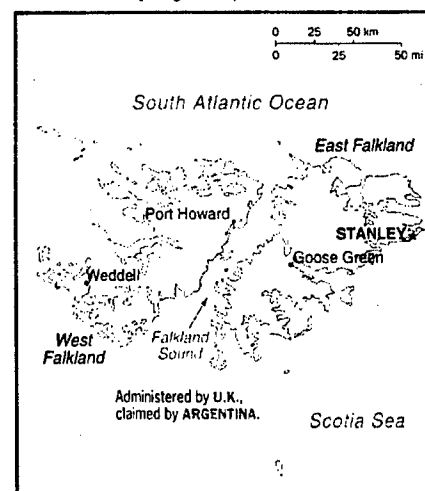 0 25 50 km
0 25 50 mi
South Atlantic Ocean
East Falkland
Port Howard
STANLEY
Goose Green
Weddell
West
Falkland
Falkland
Sound
Administered by U.K.,
claimed by ARGENTINA.
Scotia Sea